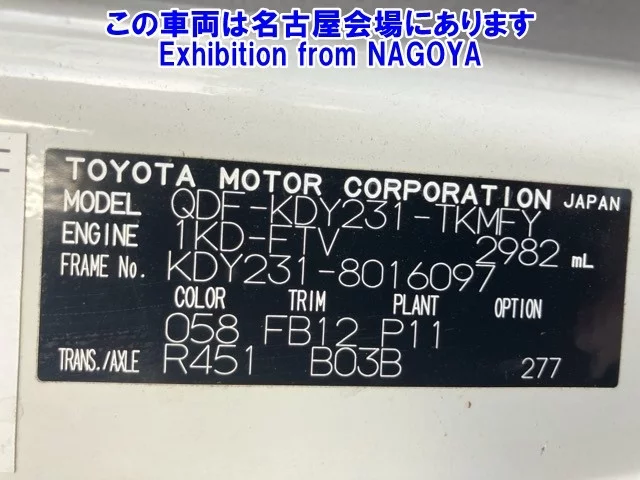 この車両は名古屋会場にあります
Exhibition from NAGOYA
TOYOTA MOTOR CORPORATION JAPAN
MODEL QDF-KDY231-TKMFY
ENGINE 1KD-FTV 2982 mL
FRAME No. KDY231-8016097
COLOR TRIM PLANT OPTION
058 FB12 P11
TRANS./AXLE R451 B03B 277